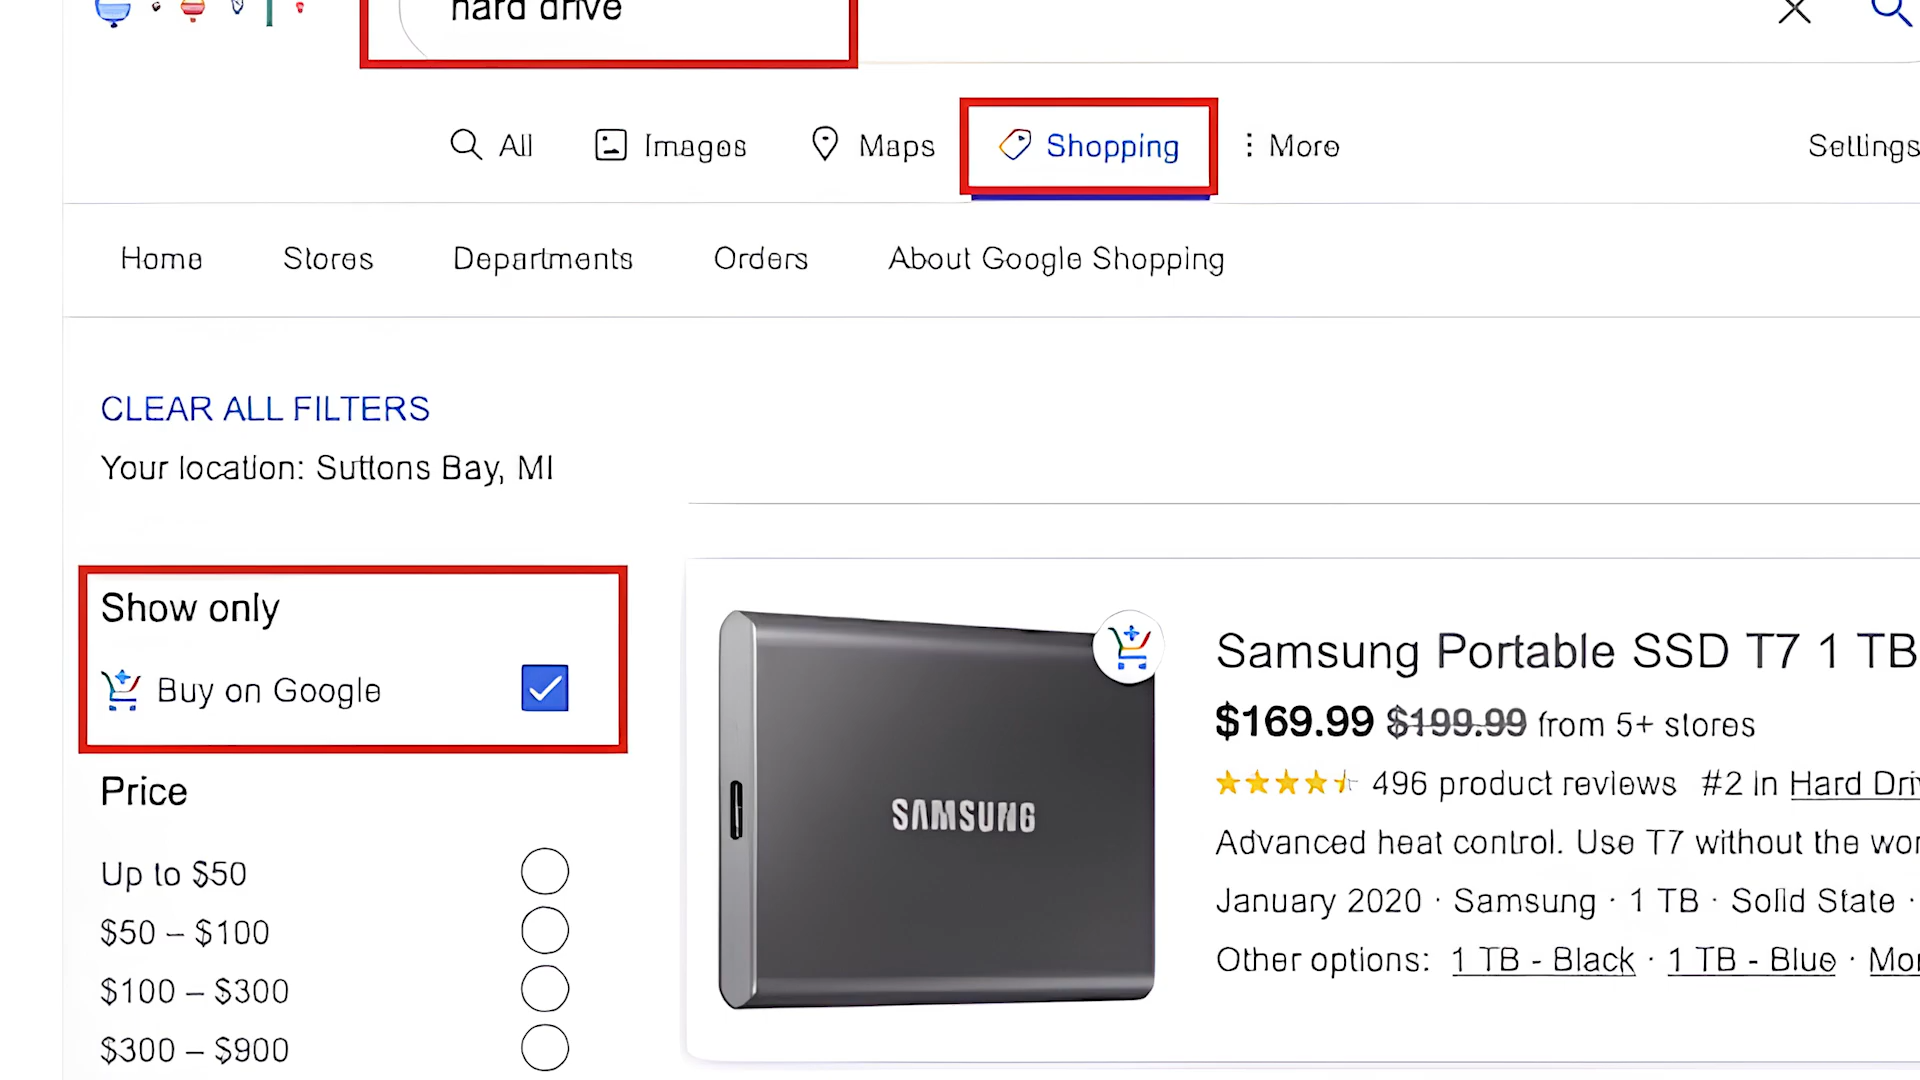 hard drive
All Images Maps Shopping More Settings
Home Stores Departments Orders About Google Shopping
CLEAR ALL FILTERS
Your location: Suttons Bay, MI
Show only
Buy on Google
Price
Up to $50
$50 – $100
$100 – $300
$300 – $900
SAMSUNG
Samsung Portable SSD T7 1 TB
$169.99 $199.99 from 5+ stores
496 product reviews #2 in Hard Driv
Advanced heat control. Use T7 without the wor
January 2020 · Samsung · 1 TB · Solid State ·
Other options: 1 TB - Black · 1 TB - Blue · Mor